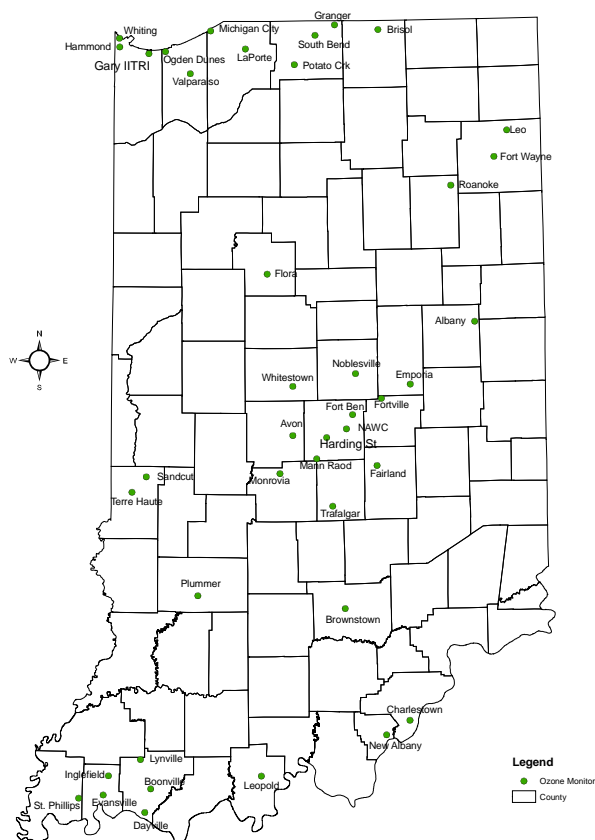 Granger
Whiting
Michigan City
Brisol
Hammond
South Bend
Ogden Dunes
LaPorte
Gary IITRI
Potato Crk
Valparaiso
Leo
Fort Wayne
Roanoke
Flora
Albany
N
W
E
S
Noblesville
Whitestown
Emporia
Fort Ben
Fortville
Avon
NAWC
Harding St
Mann Raod
Monrovia
Fairland
Sandcut
Terre Haute
Trafalgar
Plummer
Brownstown
Charlestown
New Albany
Lynville
Inglefield
Boonville
Leopold
St. Phillips
Evansville
Dayville
Legend
Ozone Monitor
County